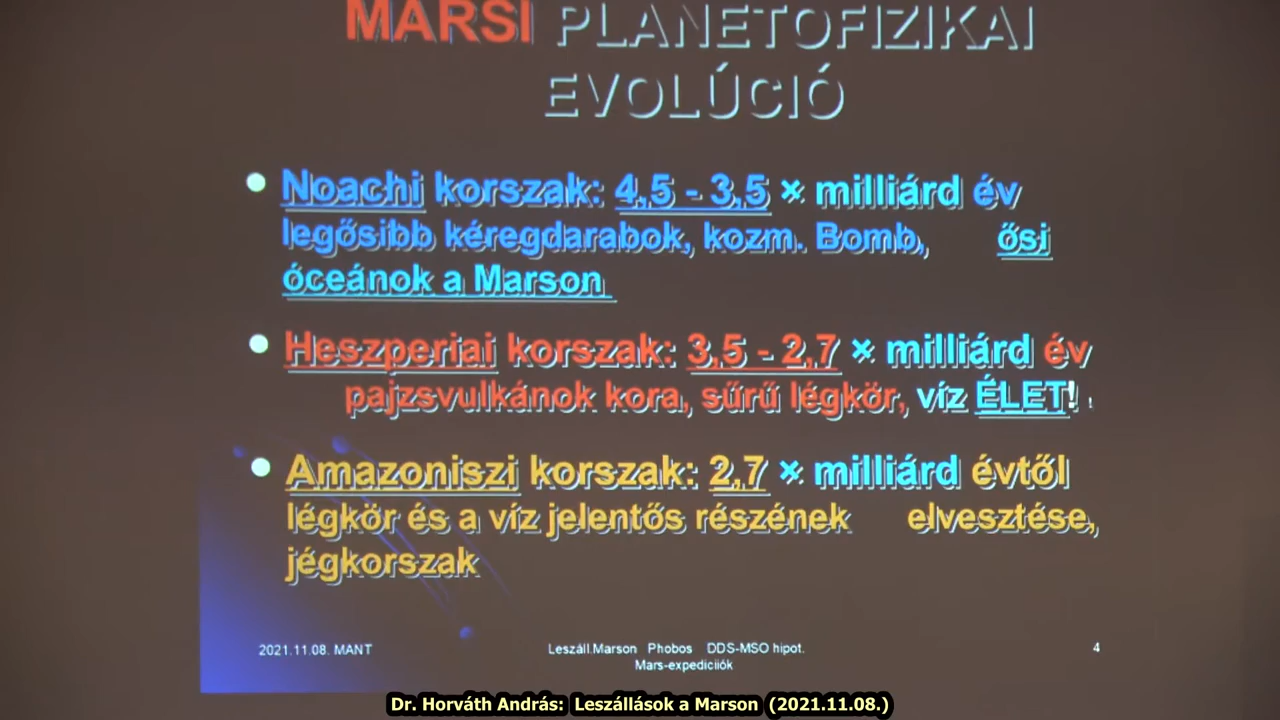 MARSI PLANETOFIZIKAI
EVOLÚCIÓ
Noachi korszak: 4,5 - 3,5 × milliárd év
legősibb kéregdarabok, kozm. Bomb, ősi
óceánok a Marson
Heszperiai korszak: 3,5 - 2,7 × milliárd év
pajzsvulkánok kora, sűrű légkör, víz ÉLET!
Amazoniszi korszak: 2,7 × milliárd évtől
légkör és a víz jelentős részének elvesztése,
jégkorszak
2021.11.08. MANT
Leszáll.Marson Phobos DDS-MSO hipot.
Mars-expediciók
4
Dr. Horváth András: Leszállások a Marson (2021.11.08.)